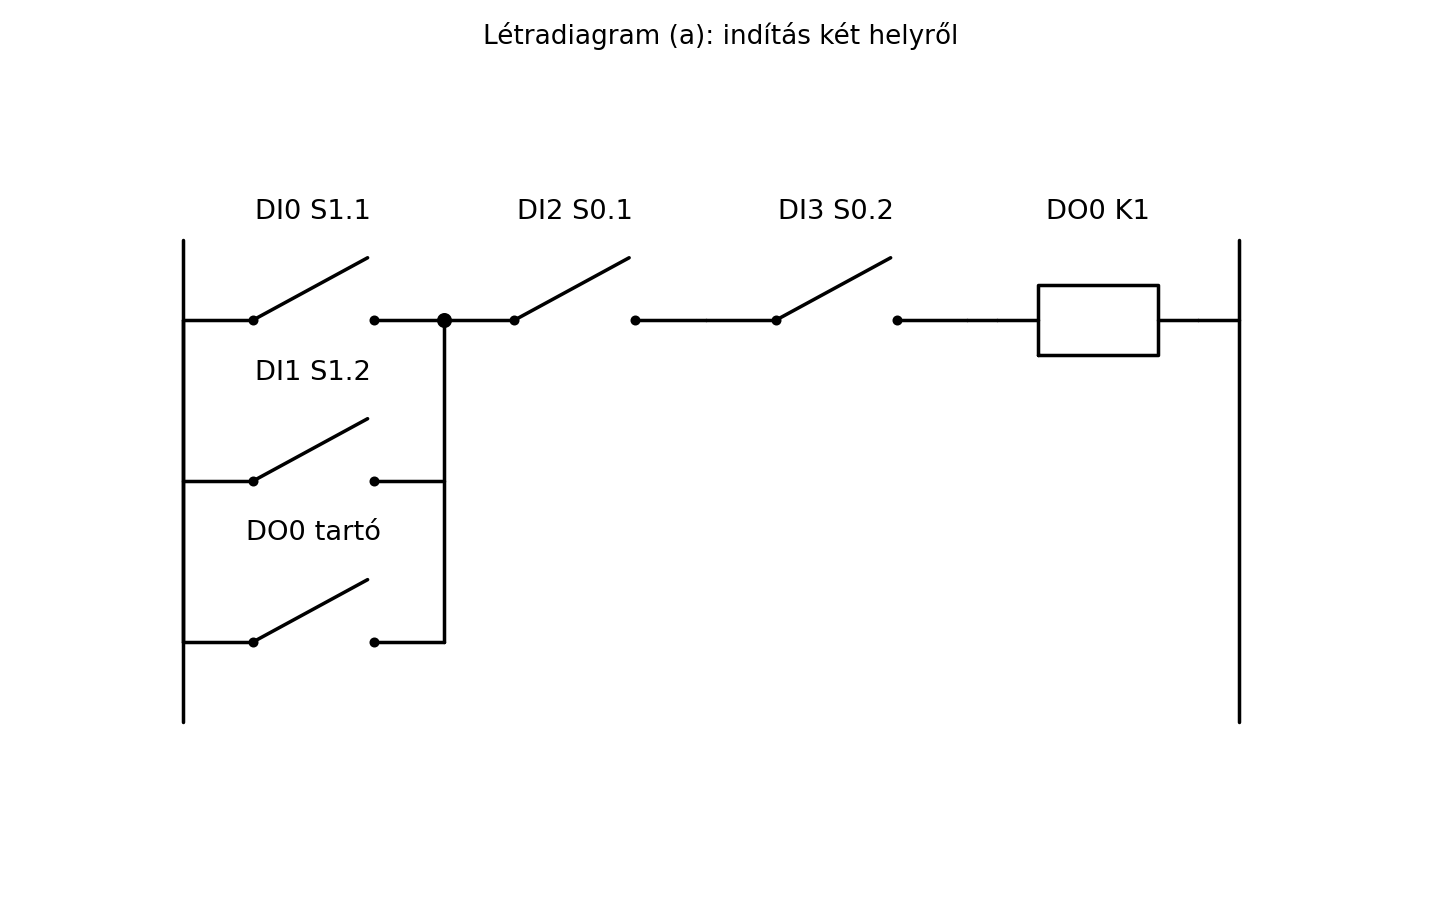 Létradiagram (a): indítás két helyről
DI0 S1.1
DI2 S0.1
DI3 S0.2
DO0 K1
DI1 S1.2
DO0 tartó